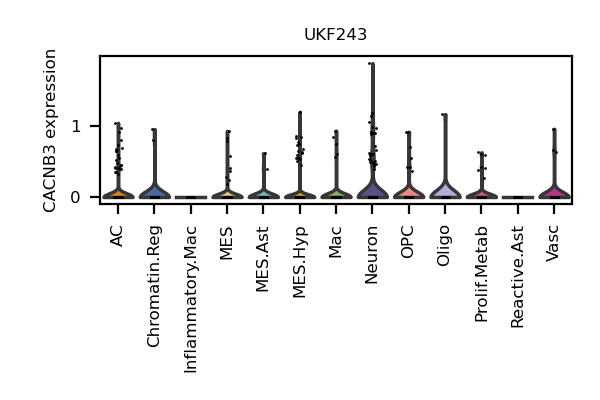 UKF243
CACNB3 expression
1
0
AC
Chromatin.Reg
Inflammatory.Mac
MES
MES.Ast
MES.Hyp
Mac
Neuron
OPC
Oligo
Prolif.Metab
Reactive.Ast
Vasc